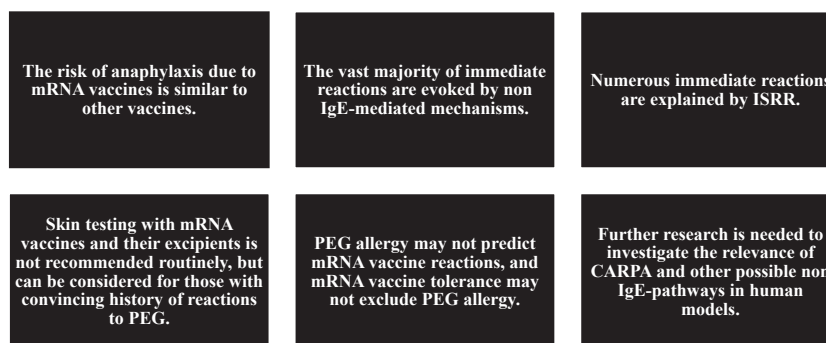 The risk of anaphylaxis due to
mRNA vaccines is similar to
other vaccines.
The vast majority of immediate
reactions are evoked by non
IgE-mediated mechanisms.
Numerous immediate reactions
are explained by ISRR.
Skin testing with mRNA
vaccines and their excipients is
not recommended routinely, but
can be considered for those with
convincing history of reactions
to PEG.
PEG allergy may not predict
mRNA vaccine reactions, and
mRNA vaccine tolerance may
not exclude PEG allergy.
Further research is needed to
investigate the relevance of
CARPA and other possible non
IgE-pathways in human
models.